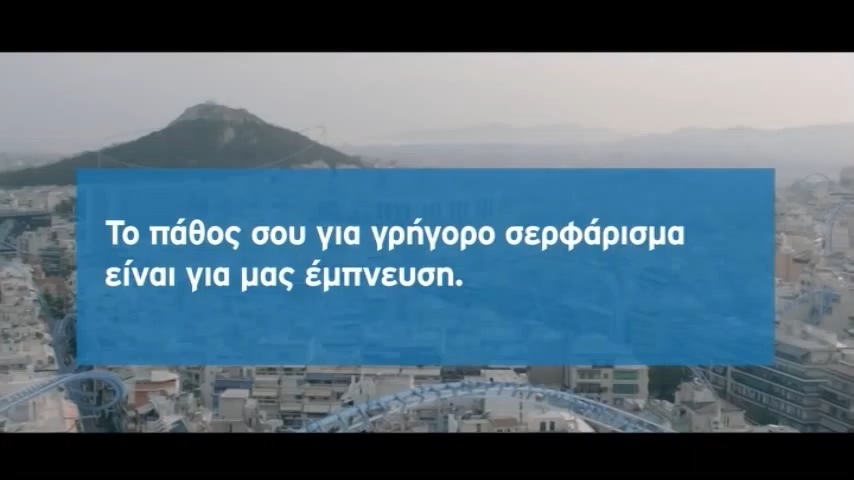 Το πάθος σου για γρήγορο σερφάρισμα
είναι για μας έμπνευση.